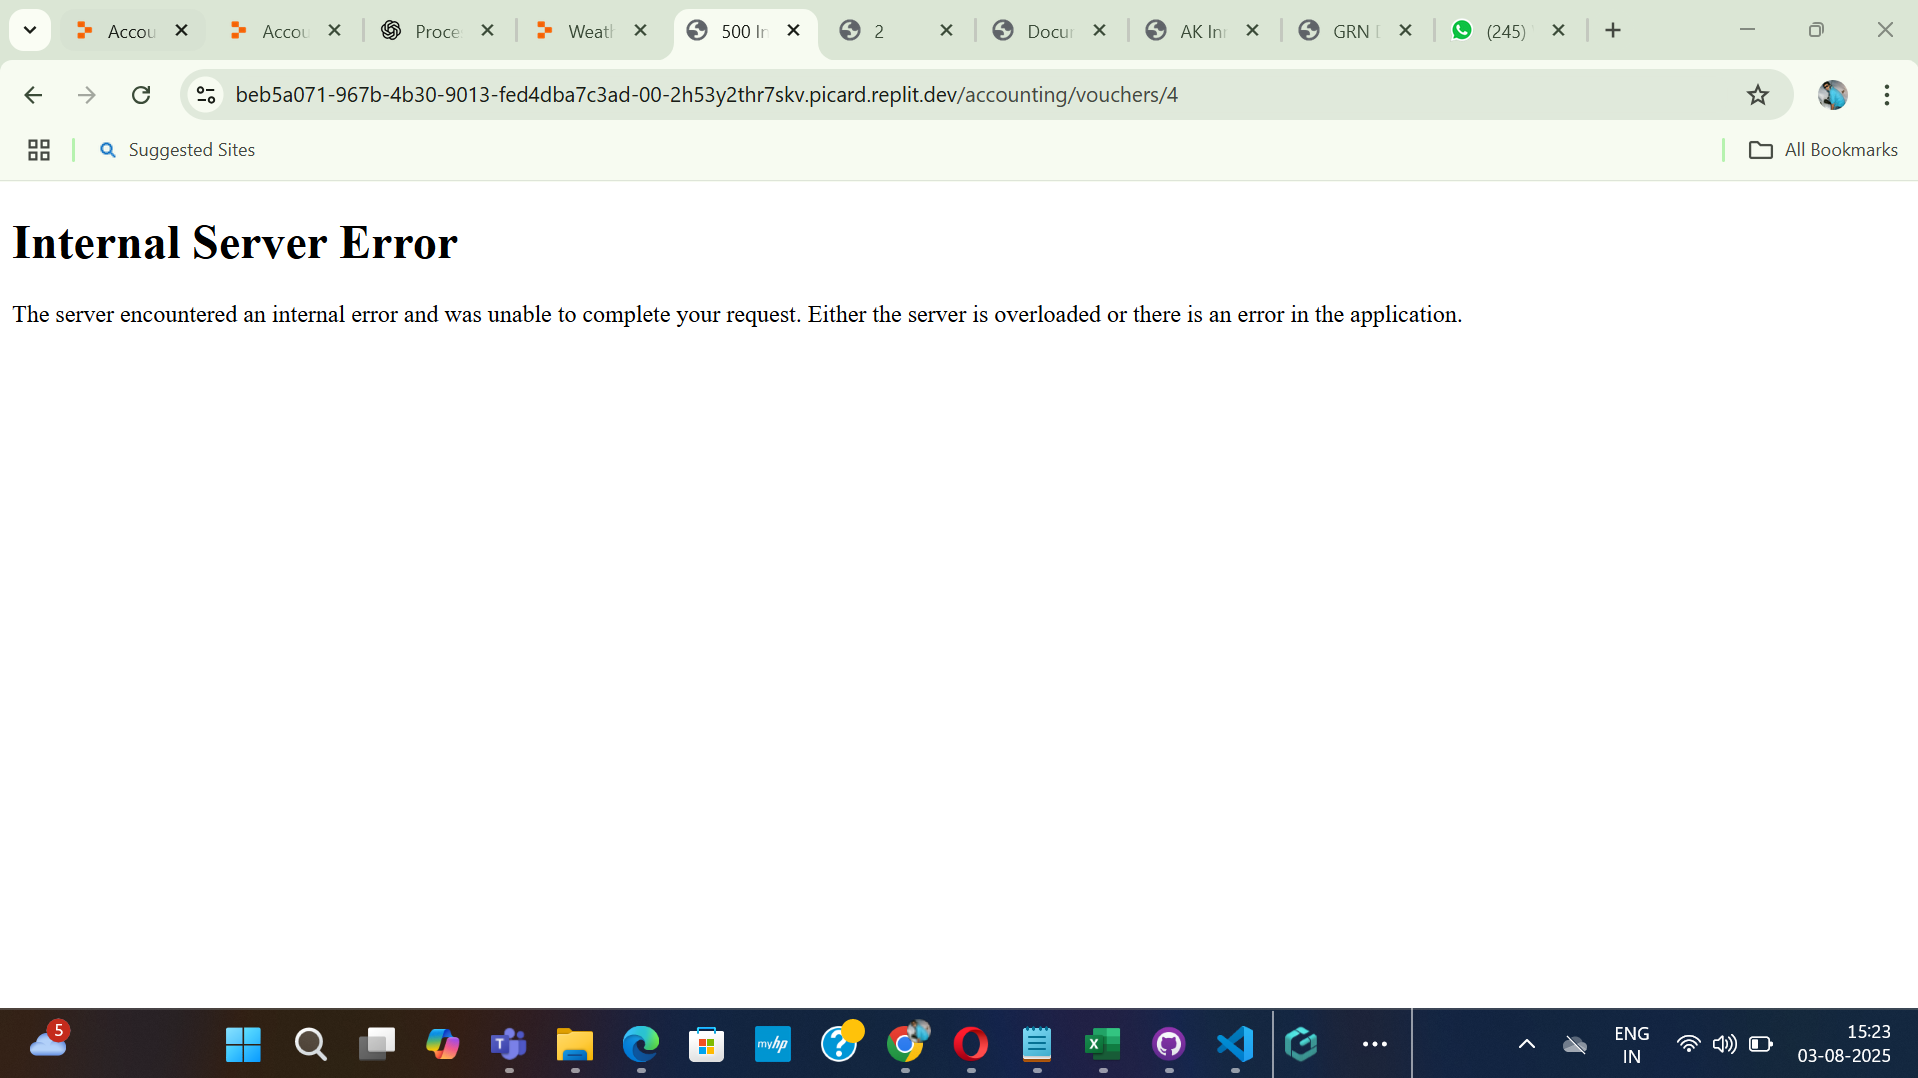 Accou
Accou
Proce
Weath
500 In
2
Docur
AK Inn
GRN D
(245)
beb5a071-967b-4b30-9013-fed4dba7c3ad-00-2h53y2thr7skv.picard.replit.dev/accounting/vouchers/4
Suggested Sites
All Bookmarks
Internal Server Error
The server encountered an internal error and was unable to complete your request. Either the server is overloaded or there is an error in the application.
5
myhp
ENG
IN
15:23
03-08-2025